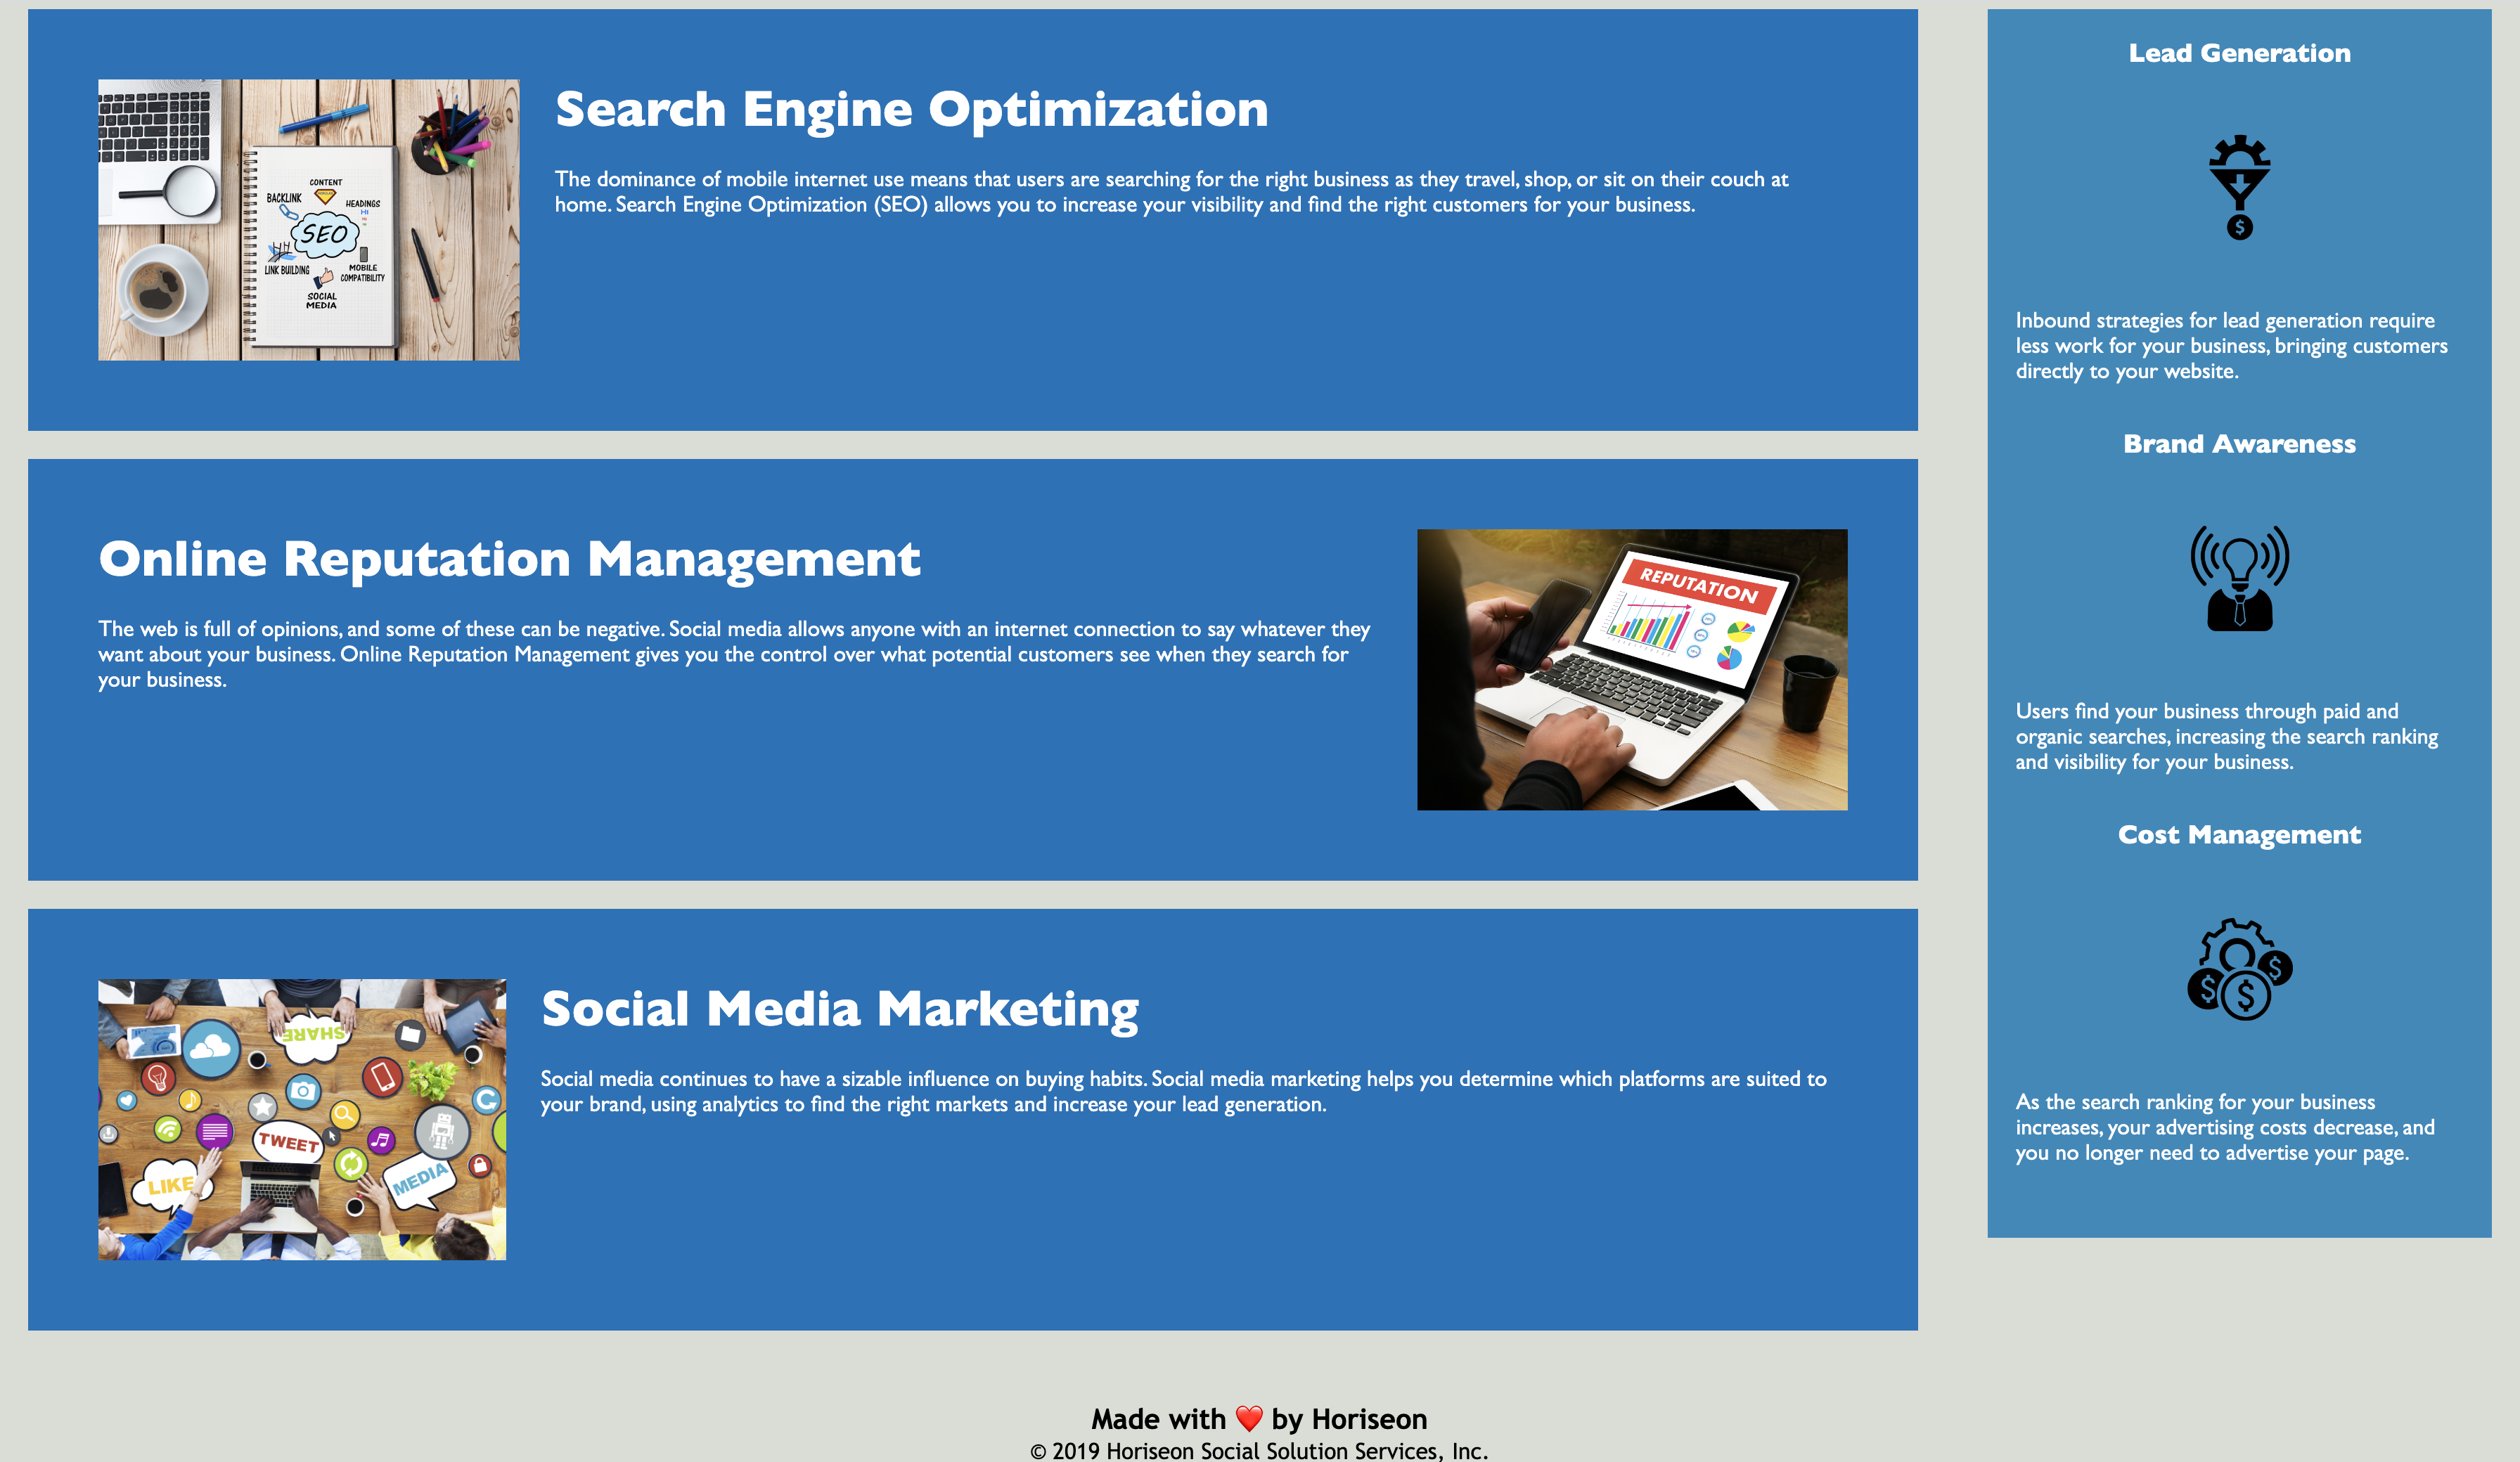 Search Engine Optimization
The dominance of mobile internet use means that users are searching for the right business as they travel, shop, or sit on their couch at
home. Search Engine Optimization (SEO) allows you to increase your visibility and find the right customers for your business.
CONTENT
BACKLINK
HEADINGS
H1
SEO
LINK BUILDING
MOBILE
COMPATIBILITY
SOCIAL
MEDIA
Online Reputation Management
The web is full of opinions, and some of these can be negative. Social media allows anyone with an internet connection to say whatever they
want about your business. Online Reputation Management gives you the control over what potential customers see when they search for
your business.
REPUTATION
Social Media Marketing
Social media continues to have a sizable influence on buying habits. Social media marketing helps you determine which platforms are suited to
your brand, using analytics to find the right markets and increase your lead generation.
SHARE
TWEET
LIKE
MEDIA
Lead Generation
$
Inbound strategies for lead generation require
less work for your business, bringing customers
directly to your website.
Brand Awareness
Users find your business through paid and
organic searches, increasing the search ranking
and visibility for your business.
Cost Management
$
$
$
As the search ranking for your business
increases, your advertising costs decrease, and
you no longer need to advertise your page.
Made with ❤️ by Horiseon
© 2019 Horiseon Social Solution Services, Inc.